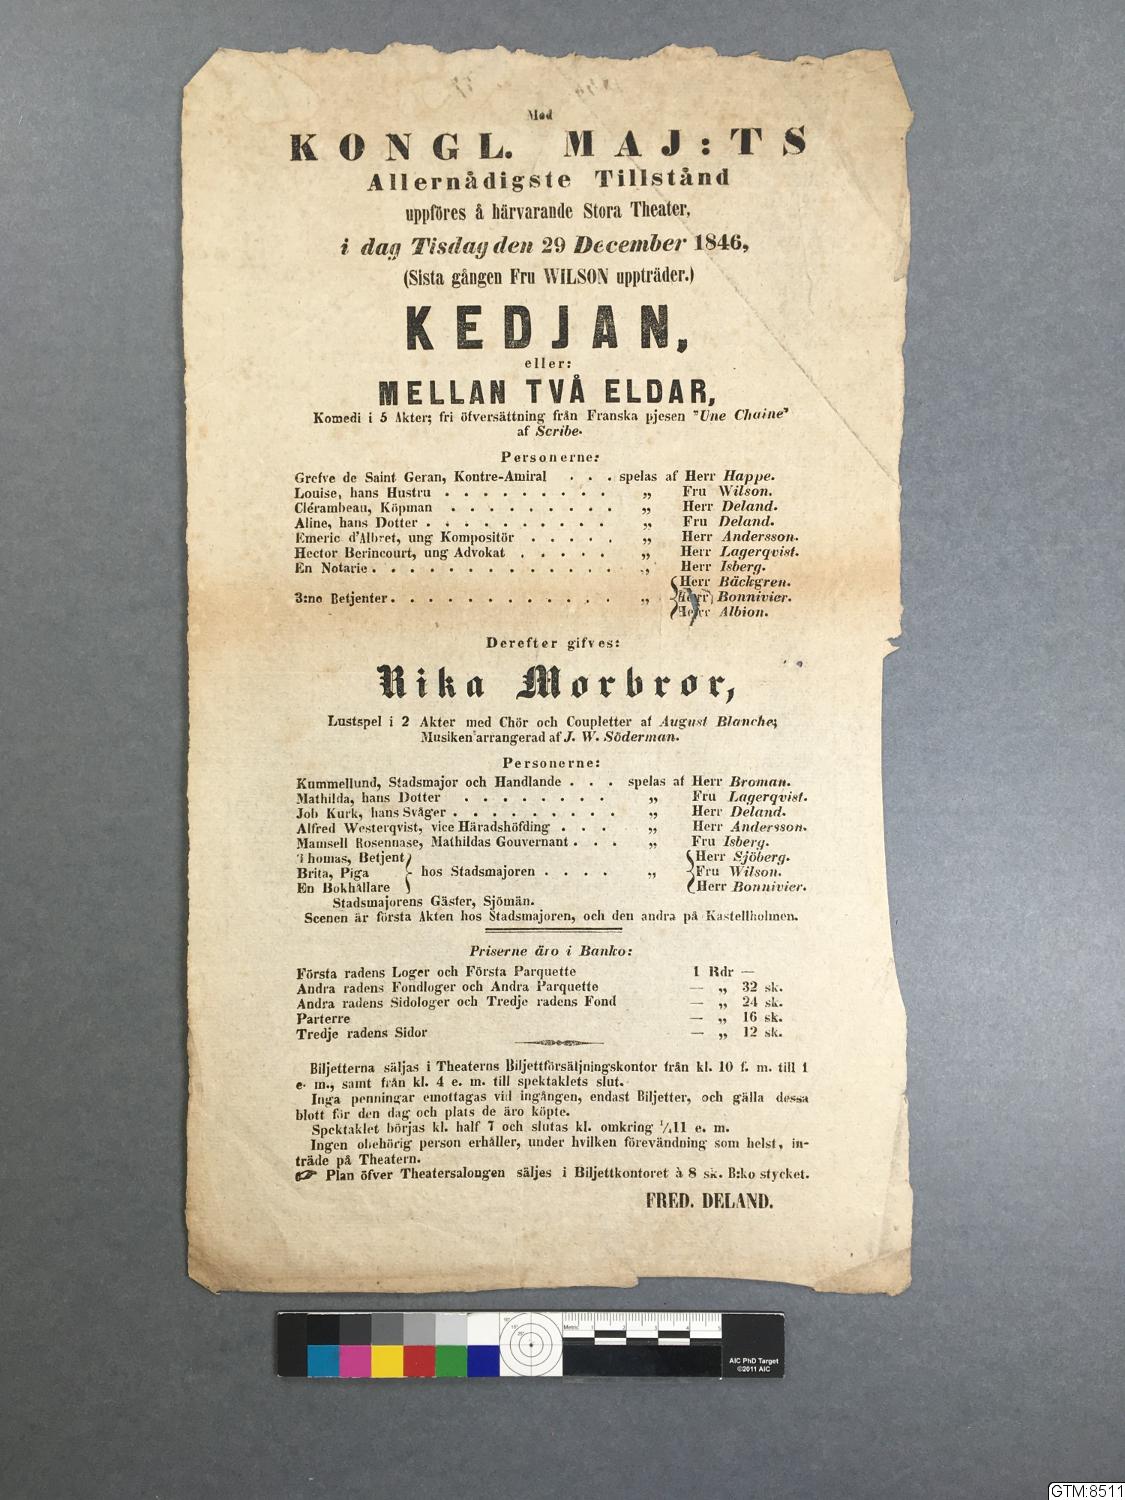 Med
KONGL. MAJ:TS
Allernådigste Tillstånd
uppföres å härvarande Stora Theater,
i dag Tisdag den 29 December 1846,
(Sista gången Fru WILSON uppträder.)
KEDJAN,
eller:
MELLAN TVÅ ELDAR,
Komedi i 5 Akter; fri öfversättning från Franska pjesen "Une Chaine"
af Scribe.
Personerne:
Grefve de Saint Geran, Kontre-Amiral . . . spelas af Herr Happe.
Louise, hans Hustru . . . . . . . . . „ Fru Wilson.
Clérambeau, Köpman . . . . . . . . . „ Herr Deland.
Aline, hans Dotter . . . . . . . . . . „ Fru Deland.
Emeric d'Albret, ung Kompositör . . . . . „ Herr Andersson.
Hector Berincourt, ung Advokat . . . . . „ Herr Lagerqvist.
En Notarie . . . . . . . . . . . . . „ Herr Isberg.
Herr Bäckgren.
3:ne Betjenter . . . . . . . . . . . . „ Herr Bonnivier.
Herr Albion.
Derefter gifves:
Rika Morbror,
Lustspel i 2 Akter med Chör och Coupletter af August Blanche;
Musiken arrangerad af J. W. Söderman.
Personerne:
Kummellund, Stadsmajor och Handlande . . . spelas af Herr Broman.
Mathilda, hans Dotter . . . . . . . . „ Fru Lagerqvist.
Job Kurk, hans Svåger . . . . . . . . . „ Herr Deland.
Alfred Westerqvist, vice Häradshöfding . . . „ Herr Andersson.
Mamsell Rosennase, Mathildas Gouvernant . . . „ Fru Isberg.
Thomas, Betjent Herr Sjöberg.
Brita, Piga hos Stadsmajoren . . . . „ Fru Wilson.
En Bokhållare Herr Bonnivier.
Stadsmajorens Gäster, Sjömän.
Scenen är första Akten hos Stadsmajoren, och den andra på Kastellholmen.
Priserne äro i Banko:
Första radens Loger och Första Parquette 1 Rdr —
Andra radens Fondloger och Andra Parquette — „ 32 sk.
Andra radens Sidologer och Tredje radens Fond — „ 24 sk.
Parterre — „ 16 sk.
Tredje radens Sidor — „ 12 sk.
Biljetterna säljas i Theaterns Biljettförsäljningskontor från kl. 10 f. m. till 1
e. m., samt från kl. 4 e. m. till spektaklets slut.
Inga penningar emottagas vid ingången, endast Biljetter, och gälla dessa
blott för den dag och plats de äro köpte.
Spektaklet börjas kl. half 7 och slutas kl. omkring ¼11 e. m.
Ingen obehörig person erhåller, under hvilken förevändning som helst, in-
träde på Theatern.
☞ Plan öfver Theatersalongen säljes i Biljettkontoret à 8 sk. B:ko stycket.
FRED. DELAND.
AIC PhD Target
©2011 AIC
GTM:8511